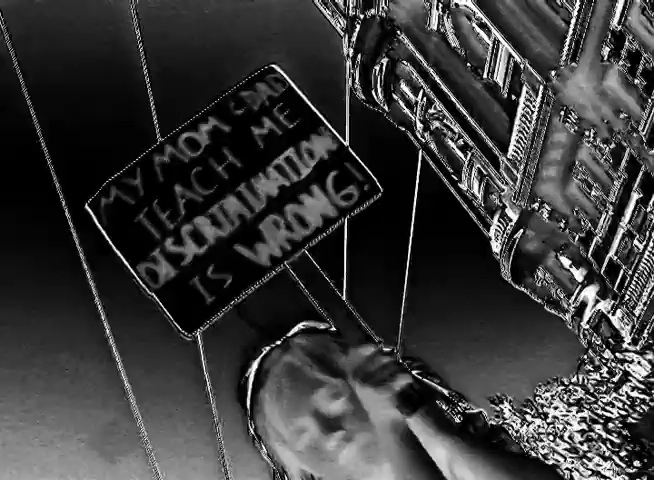 MY MOM & DAD
TEACH ME
DISCRIMINATION
IS WRONG!